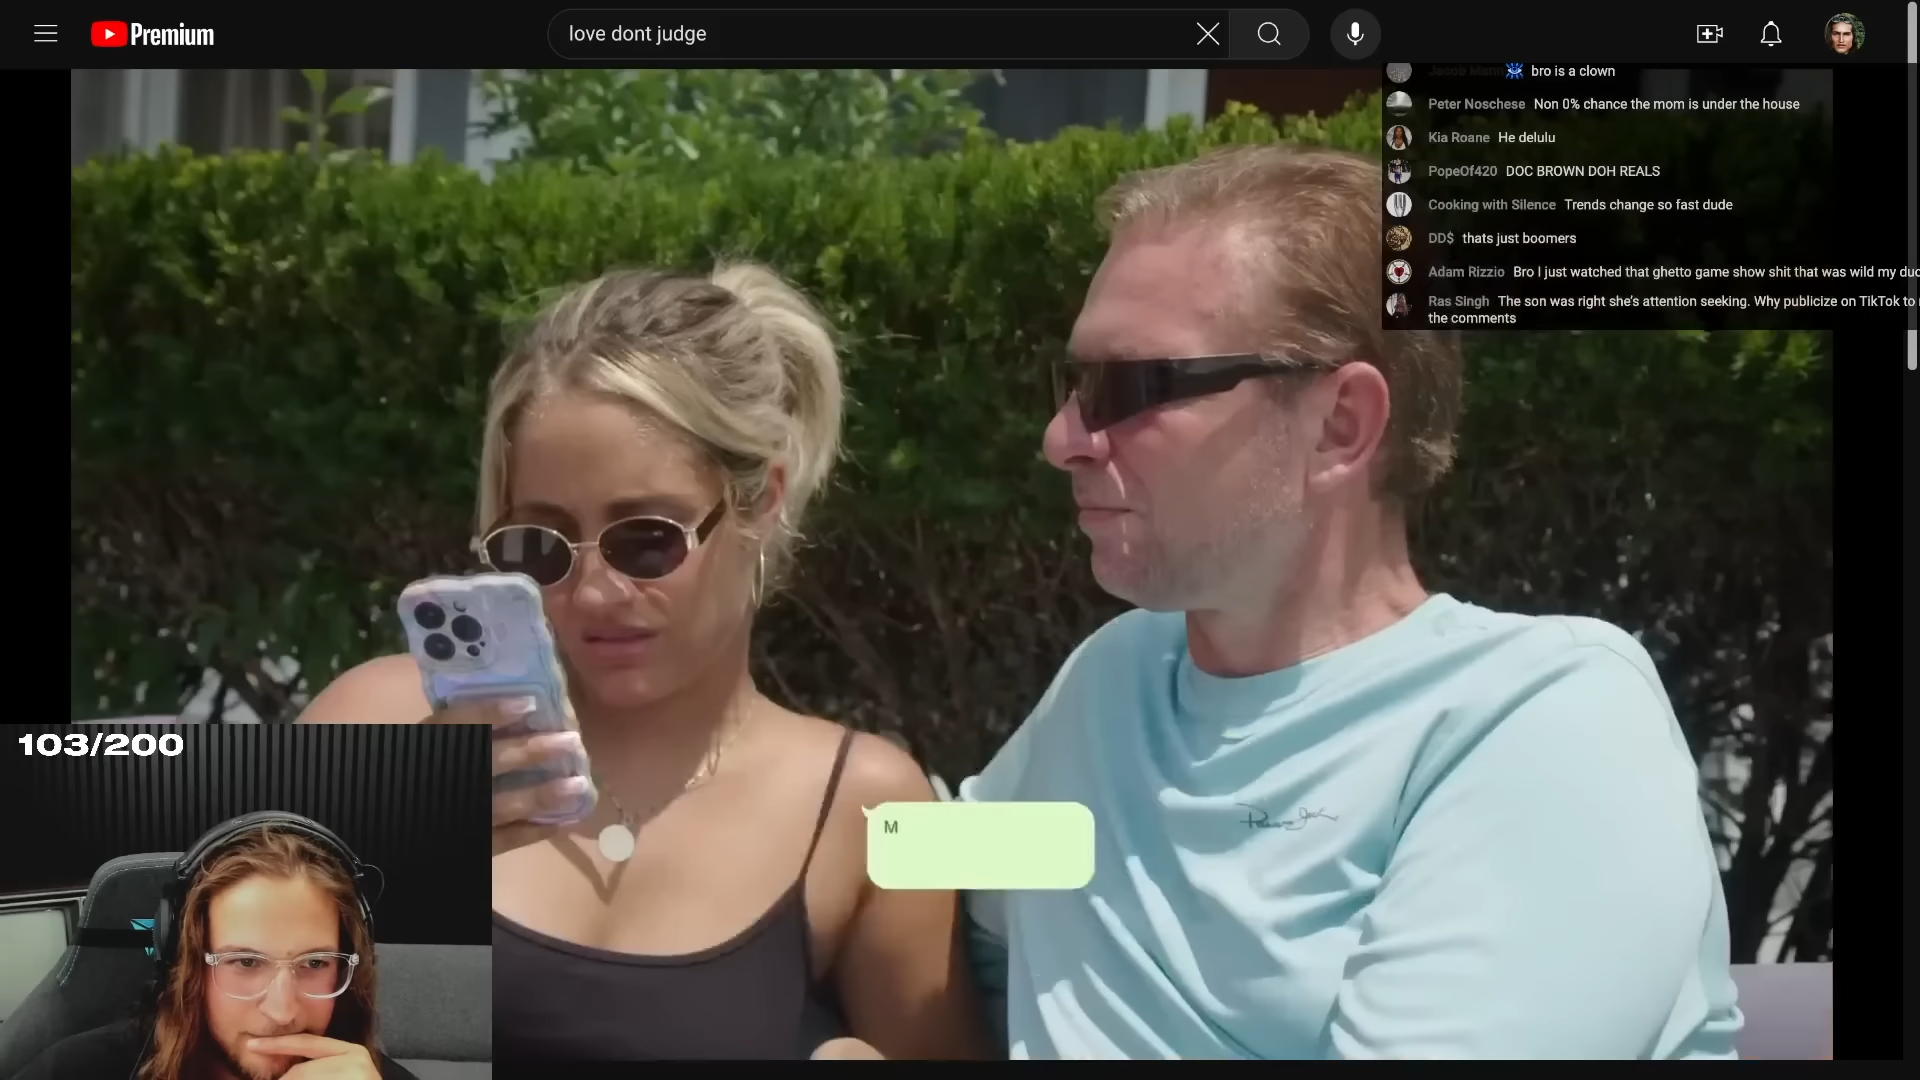 Premium
love dont judge
bro is a clown
Peter Noschese Non 0% chance the mom is under the house
Kia Roane He delulu
PopeOf420 DOC BROWN DOH REALS
Cooking with Silence Trends change so fast dude
DD$ thats just boomers
Adam Rizzio Bro I just watched that ghetto game show shit that was wild my
Ras Singh The son was right she's attention seeking. Why publicize on TikTok to
the comments
103/200
M